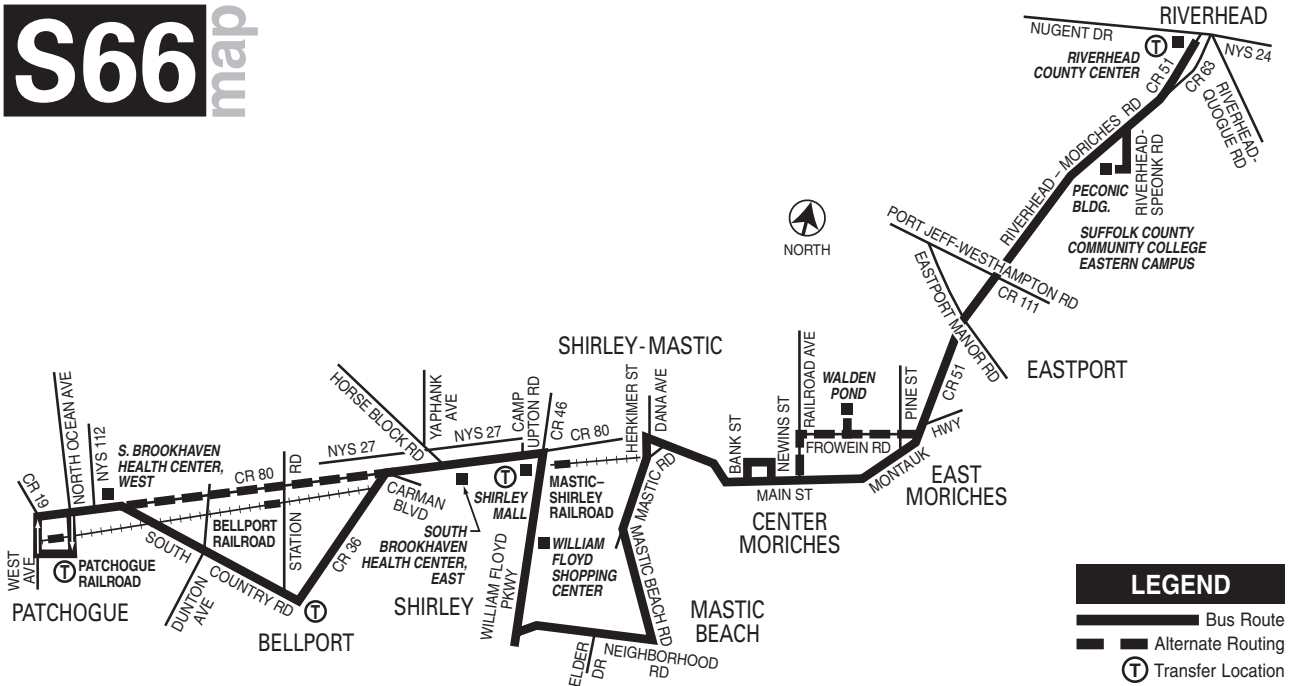 S66
map
RIVERHEAD
NUGENT DR
NYS 24
RIVERHEAD
COUNTY CENTER
T
CR 51
CR 63
RIVERHEAD-
QUOGUE RD
RIVERHEAD – MORICHES RD
RIVERHEAD-
SPEONK RD
PECONIC
BLDG.
SUFFOLK COUNTY
COMMUNITY COLLEGE
EASTERN CAMPUS
NORTH
PORT JEFF-WESTHAMPTON RD
CR 111
EASTPORT MANOR RD
EASTPORT
CR 51
SHIRLEY - MASTIC
HORSE BLOCK RD
YAPHANK
AVE
NYS 27
CAMP
UPTON RD
CR 46
CR 80
HERKIMER ST
DANA AVE
BANK ST
NEWINS ST
RAILROAD AVE
WALDEN
POND
PINE ST
FROWEIN RD
MONTAUK
HWY
MAIN ST
EAST
MORICHES
CENTER
MORICHES
CR 19
NORTH OCEAN AVE
NYS 112
S. BROOKHAVEN
HEALTH CENTER,
WEST
CR 80
NYS 27
STATION RD
BELLPORT
RAILROAD
CARMAN
BLVD
SOUTH
BROOKHAVEN
HEALTH CENTER,
EAST
T
SHIRLEY
MALL
MASTIC–
SHIRLEY
RAILROAD
WILLIAM
FLOYD
SHOPPING
CENTER
MASTIC RD
MASTIC BEACH RD
WEST
AVE
T
PATCHOGUE
RAILROAD
PATCHOGUE
SOUTH
COUNTRY RD
DUNTON
AVE
CR 36
T
BELLPORT
SHIRLEY
WILLIAM FLOYD
PKWY
ELDER
DR
NEIGHBORHOOD
RD
MASTIC
BEACH
LEGEND
Bus Route
Alternate Routing
T Transfer Location